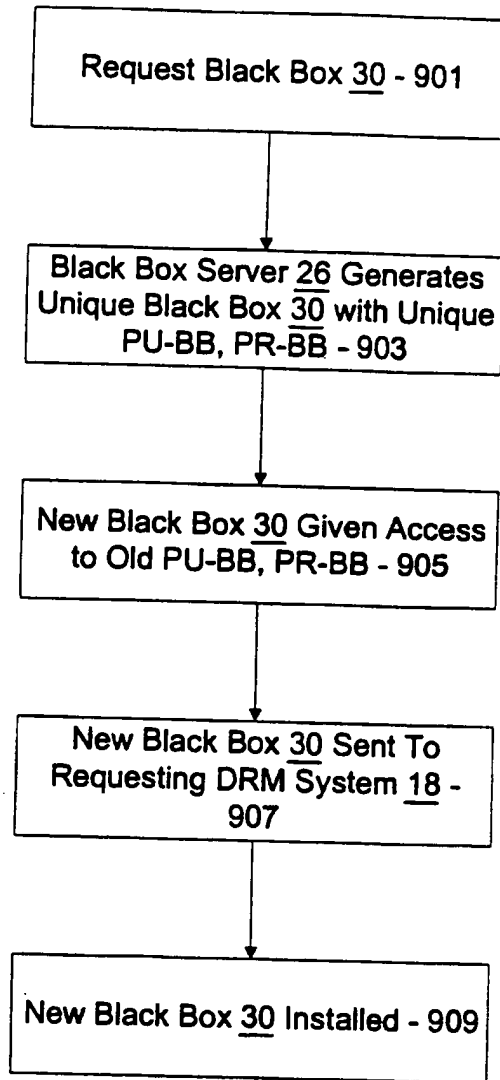 Request Black Box 30 - 901
Black Box Server 26 Generates
Unique Black Box 30 with Unique
PU-BB, PR-BB - 903
New Black Box 30 Given Access
to Old PU-BB, PR-BB - 905
New Black Box 30 Sent To
Requesting DRM System 18 -
907
New Black Box 30 Installed - 909